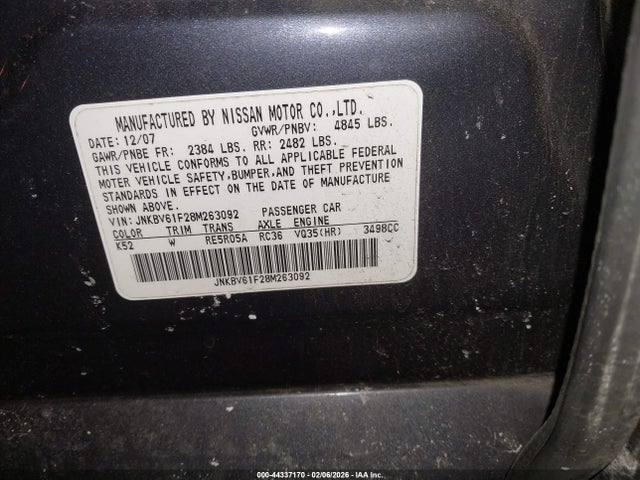 MANUFACTURED BY NISSAN MOTOR CO.,LTD.
DATE: 12/07 GVWR/PNBV: 4845 LBS.
GAWR/PNBE FR: 2384 LBS. RR: 2482 LBS.
THIS VEHICLE CONFORMS TO ALL APPLICABLE FEDERAL
MOTOR VEHICLE SAFETY,BUMPER,AND THEFT PREVENTION
STANDARDS IN EFFECT ON THE DATE OF MANUFACTURE
SHOWN ABOVE.
VIN: JNKBV61F28M263092 PASSENGER CAR
COLOR TRIM TRANS AXLE ENGINE
K52 W RE5R05A RC36 VQ35(HR) 3498CC
JNKBV61F28M263092
000-44337170 - 02/06/2026 - IAA Inc.